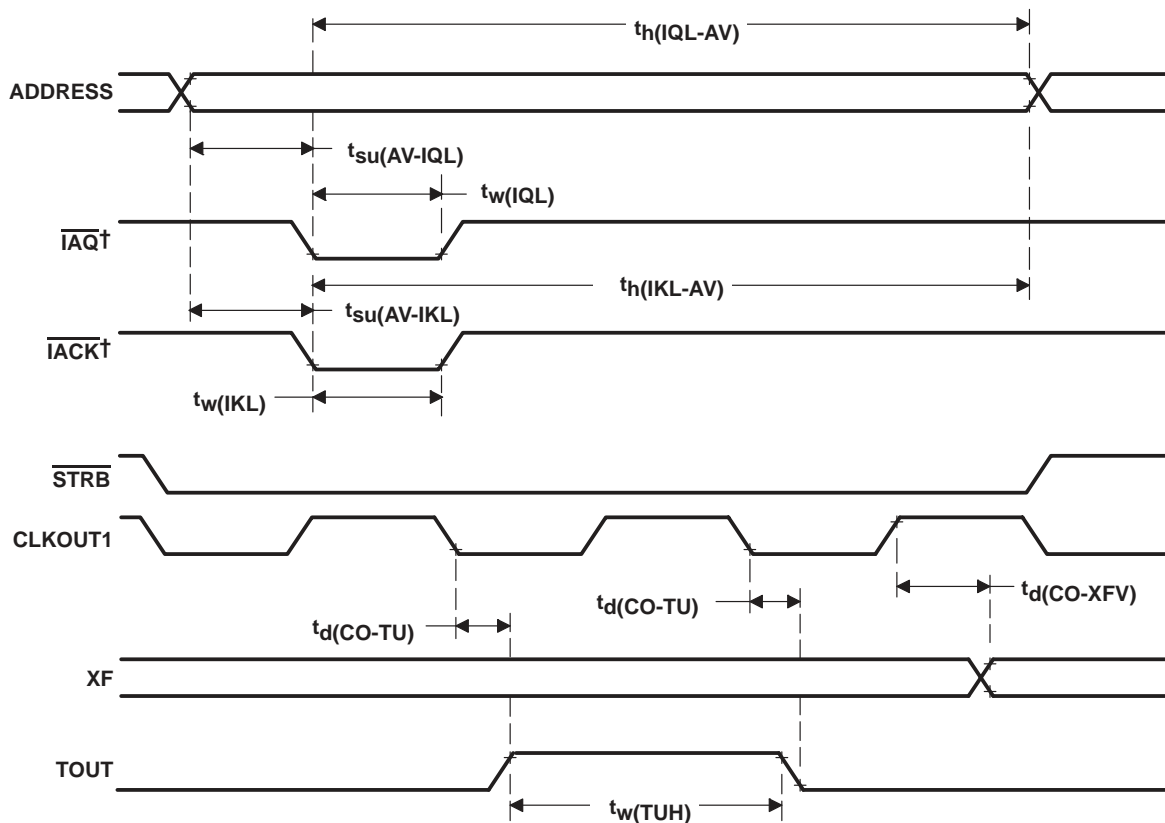 th(IQL-AV)
ADDRESS
tsu(AV-IQL)
tw(IQL)
IAQ†
th(IKL-AV)
tsu(AV-IKL)
IACK†
tw(IKL)
STRB
CLKOUT1
td(CO-XFV)
td(CO-TU)
td(CO-TU)
XF
TOUT
tw(TUH)